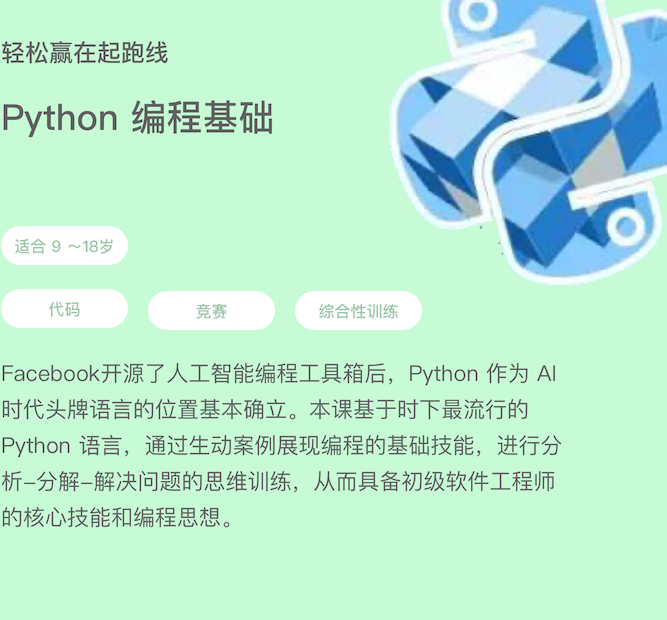 轻松赢在起跑线
Python 编程基础
适合 9 ～18岁
代码
竞赛
综合性训练
Facebook开源了人工智能编程工具箱后，Python 作为 AI
时代头牌语言的位置基本确立。本课基于时下最流行的
Python 语言，通过生动案例展现编程的基础技能，进行分
析–分解–解决问题的思维训练，从而具备初级软件工程师
的核心技能和编程思想。